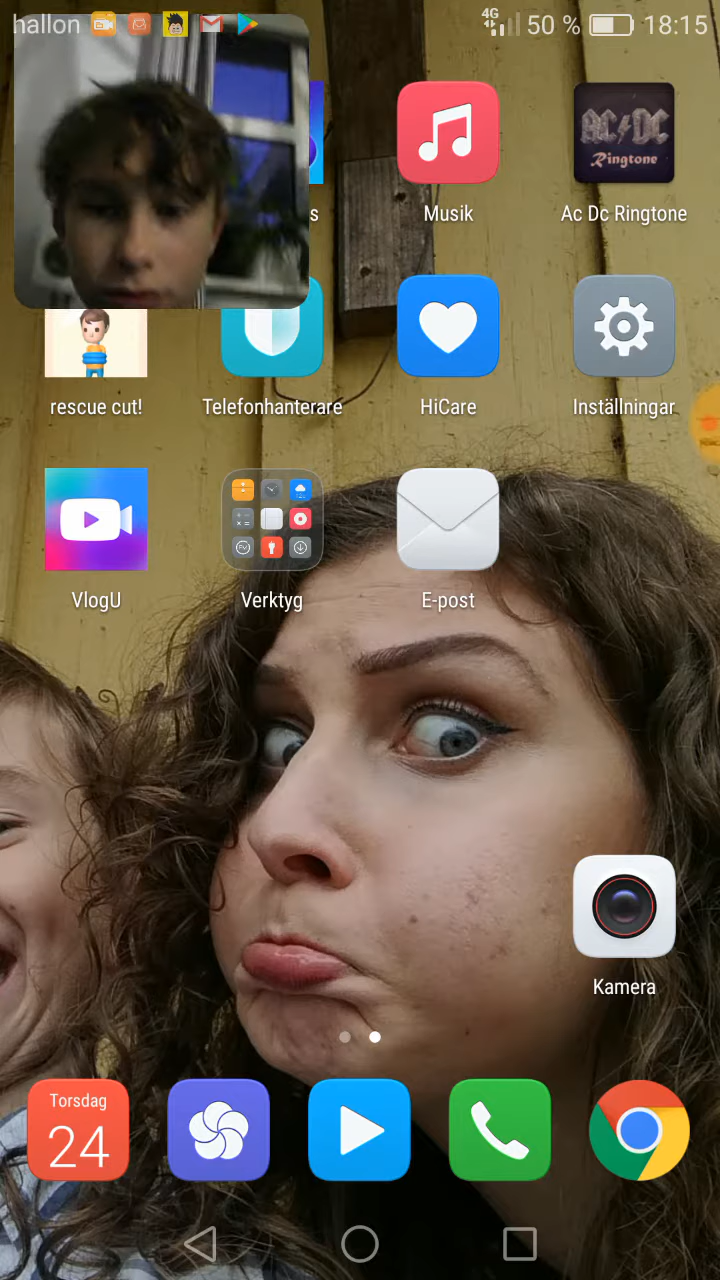 hallon 4G 50 % 18:15
AC/DC
Ringtone
s Musik Ac Dc Ringtone
rescue cut! Telefonhanterare HiCare Inställningar
VlogU Verktyg E-post
Kamera
Torsdag
24